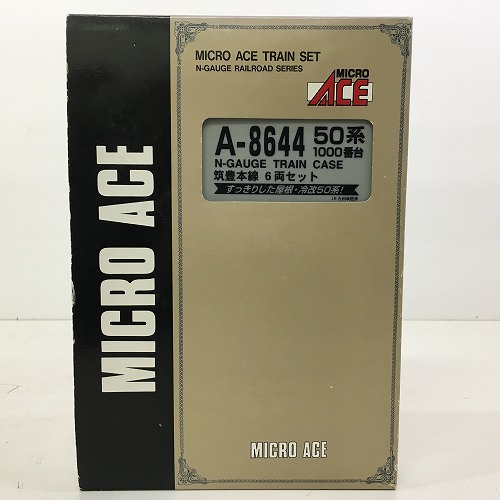 MICRO ACE
MICRO ACE TRAIN SET
N-GAUGE RAILROAD SERIES
MICRO
ACE
A-8644 50系
1000番台
N-GAUGE TRAIN CASE
筑豊本線 6両セット
すっきりした屋根・冷改50系!
MICRO ACE